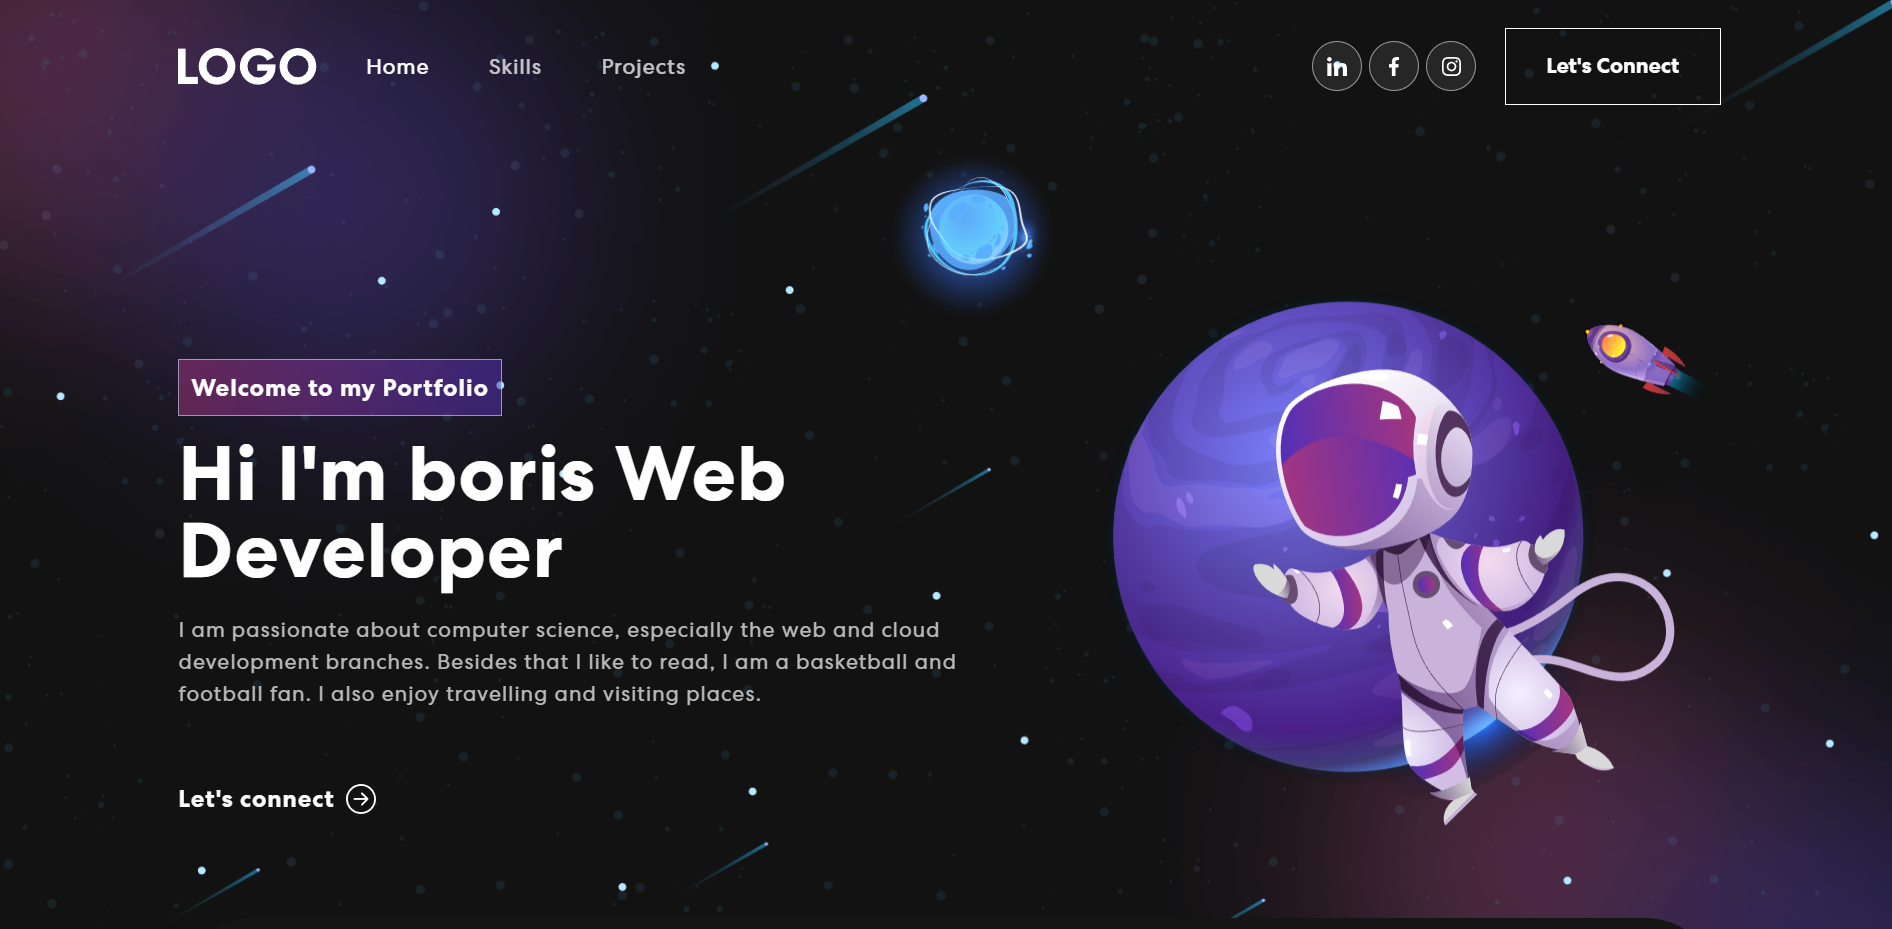 LOGO Home Skills Projects in f Let's Connect
Welcome to my Portfolio
Hi I'm boris Web
Developer
I am passionate about computer science, especially the web and cloud
development branches. Besides that I like to read, I am a basketball and
football fan. I also enjoy travelling and visiting places.
Let's connect